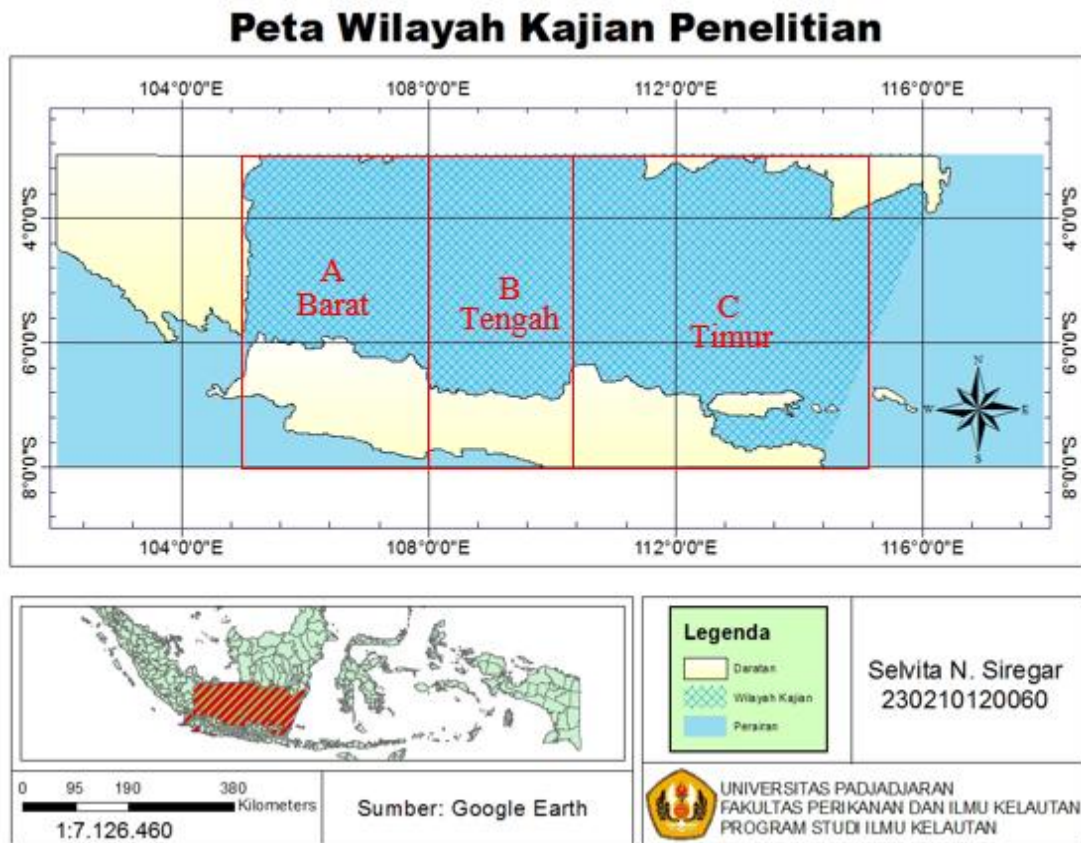 Peta Wilayah Kajian Penelitian
104°0'0"E 108°0'0"E 112°0'0"E 116°0'0"E
4°0'0"S 4°0'0"S
A
Barat
B
Tengah
C
Timur
6°0'0"S 6°0'0"S
N
W E
S
8°0'0"S 8°0'0"S
104°0'0"E 108°0'0"E 112°0'0"E 116°0'0"E
Legenda
Daratan
Wilayah Kajian
Perairan
Selvita N. Siregar
230210120060
0 95 190 380
Kilometers
1:7.126.460
Sumber: Google Earth
UNIVERSITAS PADJADJARAN
FAKULTAS PERIKANAN DAN ILMU KELAUTAN
PROGRAM STUDI ILMU KELAUTAN